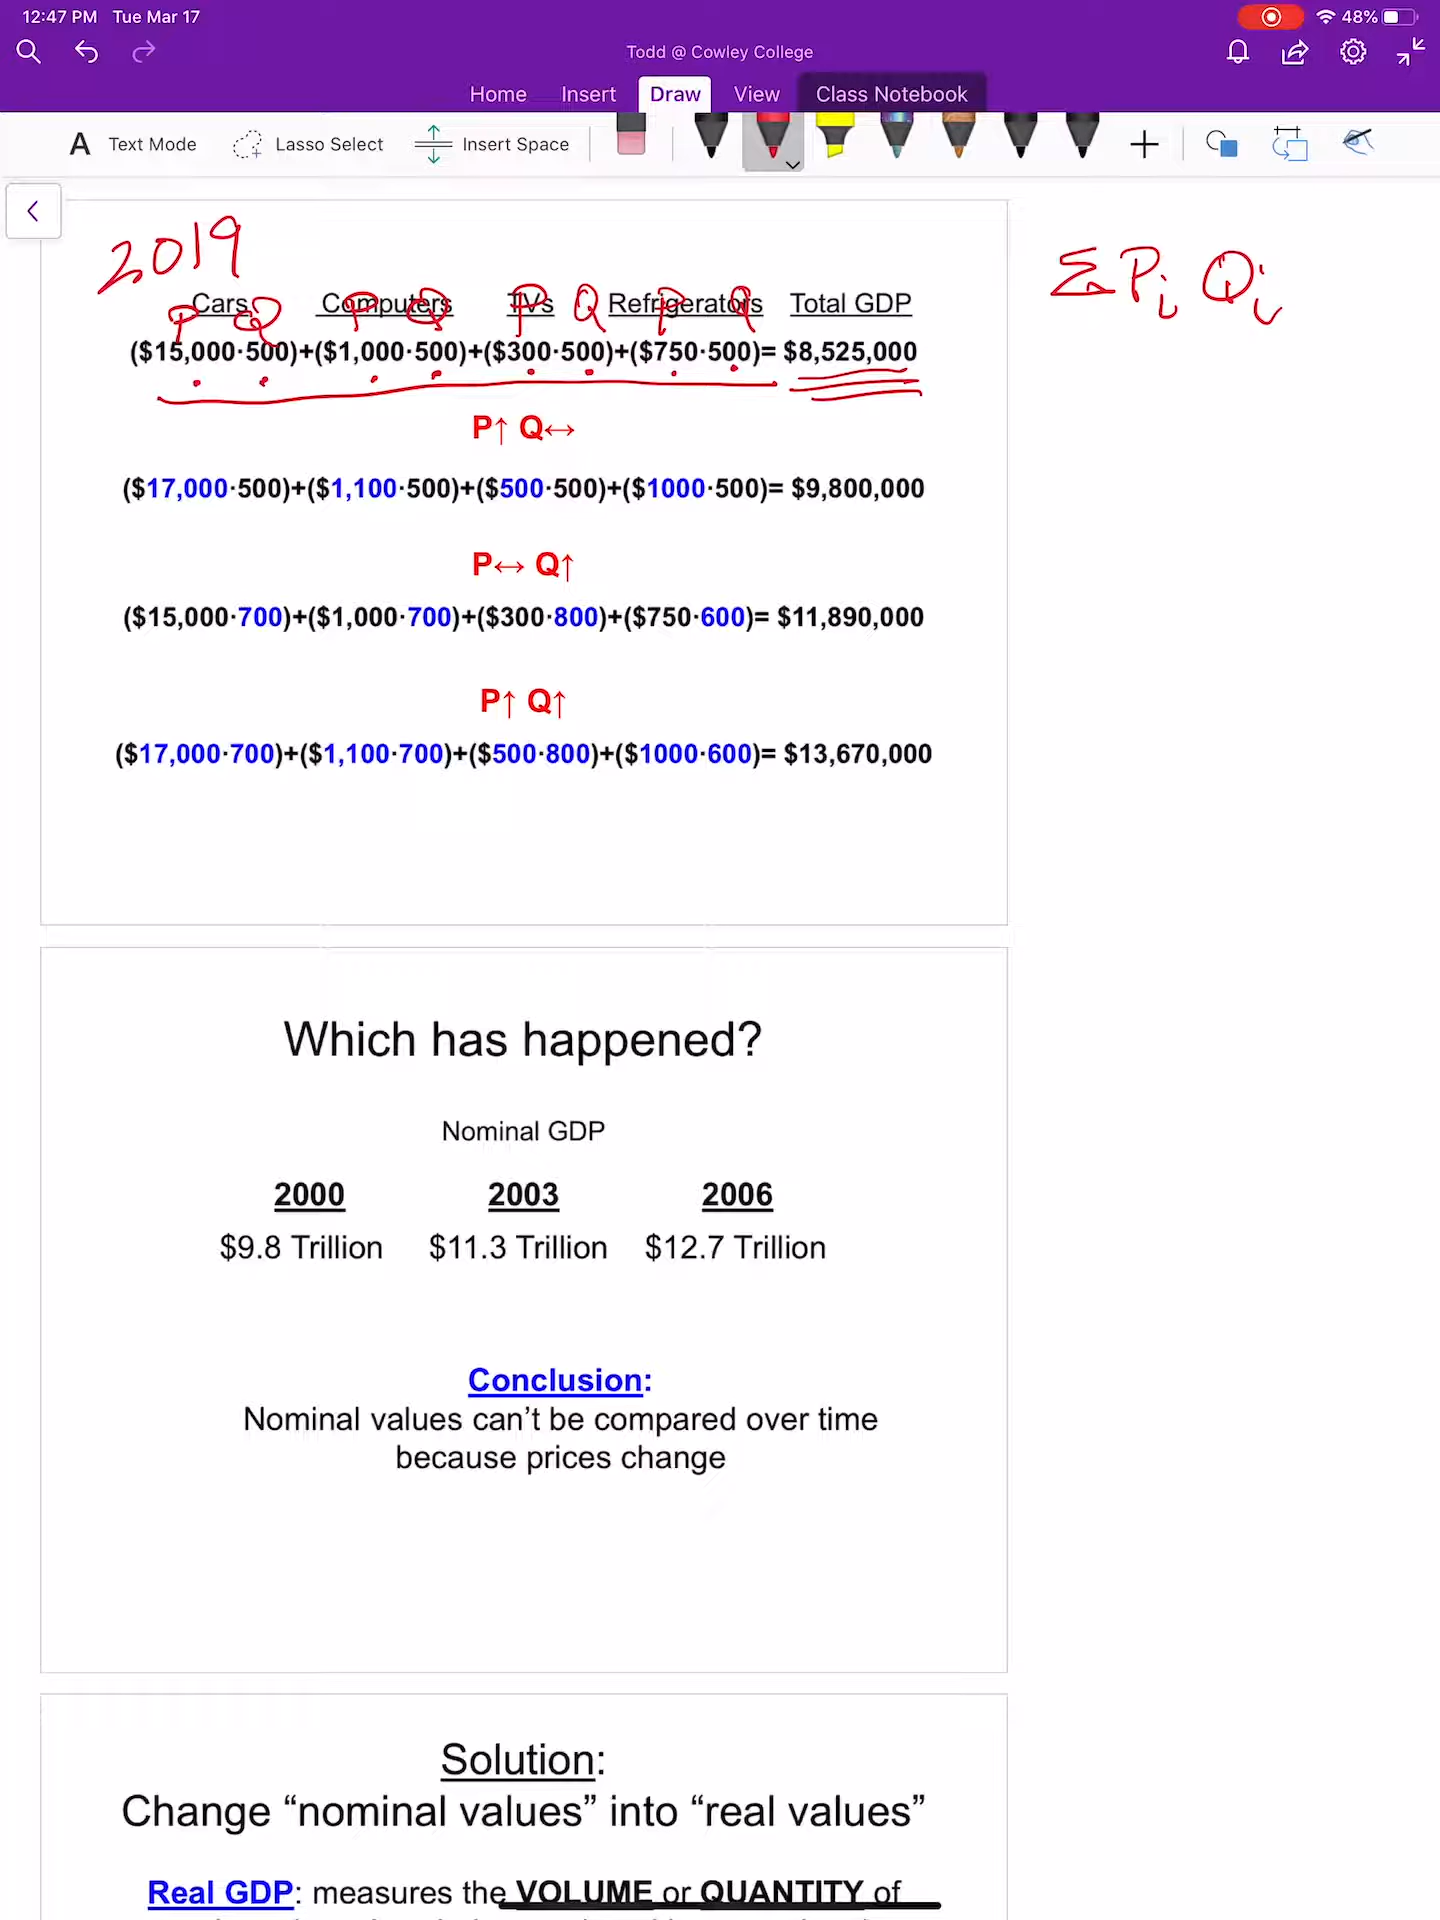 12:47 PM Tue Mar 17
48%
Todd @ Cowley College
Home Insert Draw View Class Notebook
A Text Mode Lasso Select Insert Space
2019
Σ Pi Qi
Cars Computers TVs Refrigerators Total GDP
P Q P Q P Q P Q
($15,000·500)+($1,000·500)+($300·500)+($750·500)= $8,525,000
P↑ Q↔
($17,000·500)+($1,100·500)+($500·500)+($1000·500)= $9,800,000
P↔ Q↑
($15,000·700)+($1,000·700)+($300·800)+($750·600)= $11,890,000
P↑ Q↑
($17,000·700)+($1,100·700)+($500·800)+($1000·600)= $13,670,000
Which has happened?
Nominal GDP
2000 2003 2006
$9.8 Trillion $11.3 Trillion $12.7 Trillion
Conclusion:
Nominal values can’t be compared over time
because prices change
Solution:
Change “nominal values” into “real values”
Real GDP: measures the VOLUME or QUANTITY of